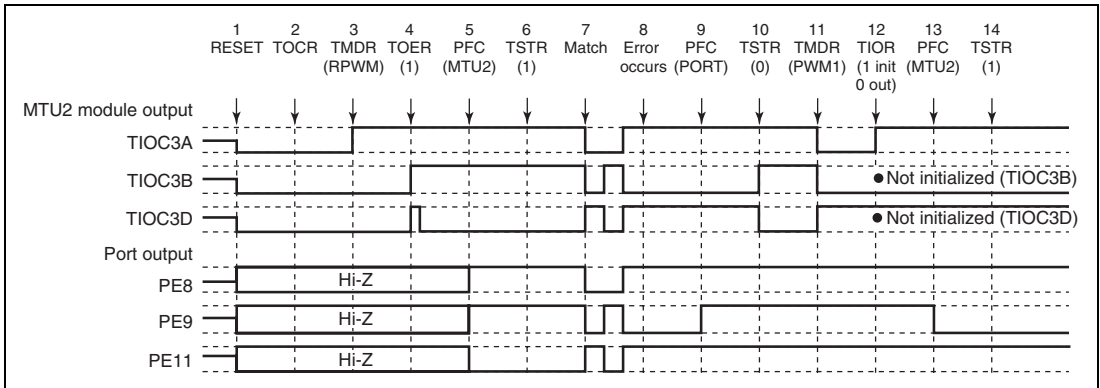 1 2 3 4 5 6 7 8 9 10 11 12 13 14
RESET TOCR TMDR TOER PFC TSTR Match Error PFC TSTR TMDR TIOR PFC TSTR
(RPWM) (1) (MTU2) (1) occurs (PORT) (0) (PWM1) (1 init (MTU2) (1)
0 out)
MTU2 module output
TIOC3A
TIOC3B ● Not initialized (TIOC3B)
TIOC3D ● Not initialized (TIOC3D)
Port output
PE8 Hi-Z
PE9 Hi-Z
PE11 Hi-Z